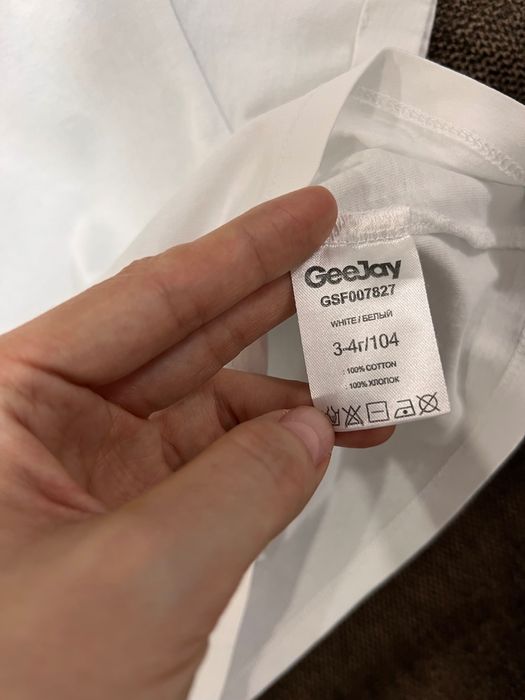 GeeJay
GSF007827
WHITE / БЕЛЫЙ
3-4г/104
: 100% COTTON
: 100% ХЛОПОК